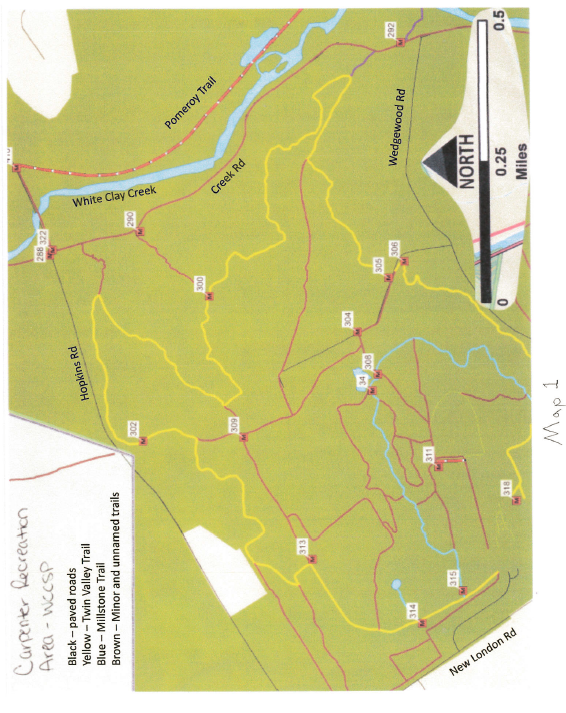 Carpenter Recreation
Area - WCCSP
Black – paved roads
Yellow – Twin Valley Trail
Blue – Millstone Trail
Brown – Minor and unnamed trails
Pomeroy Trail
White Clay Creek
Creek Rd
Wedgewood Rd
Hopkins Rd
New London Rd
292
288
322
290
300
305
306
304
308
34
302
309
311
313
314
315
318
NORTH
0
0.25
0.5
Miles
Map 1